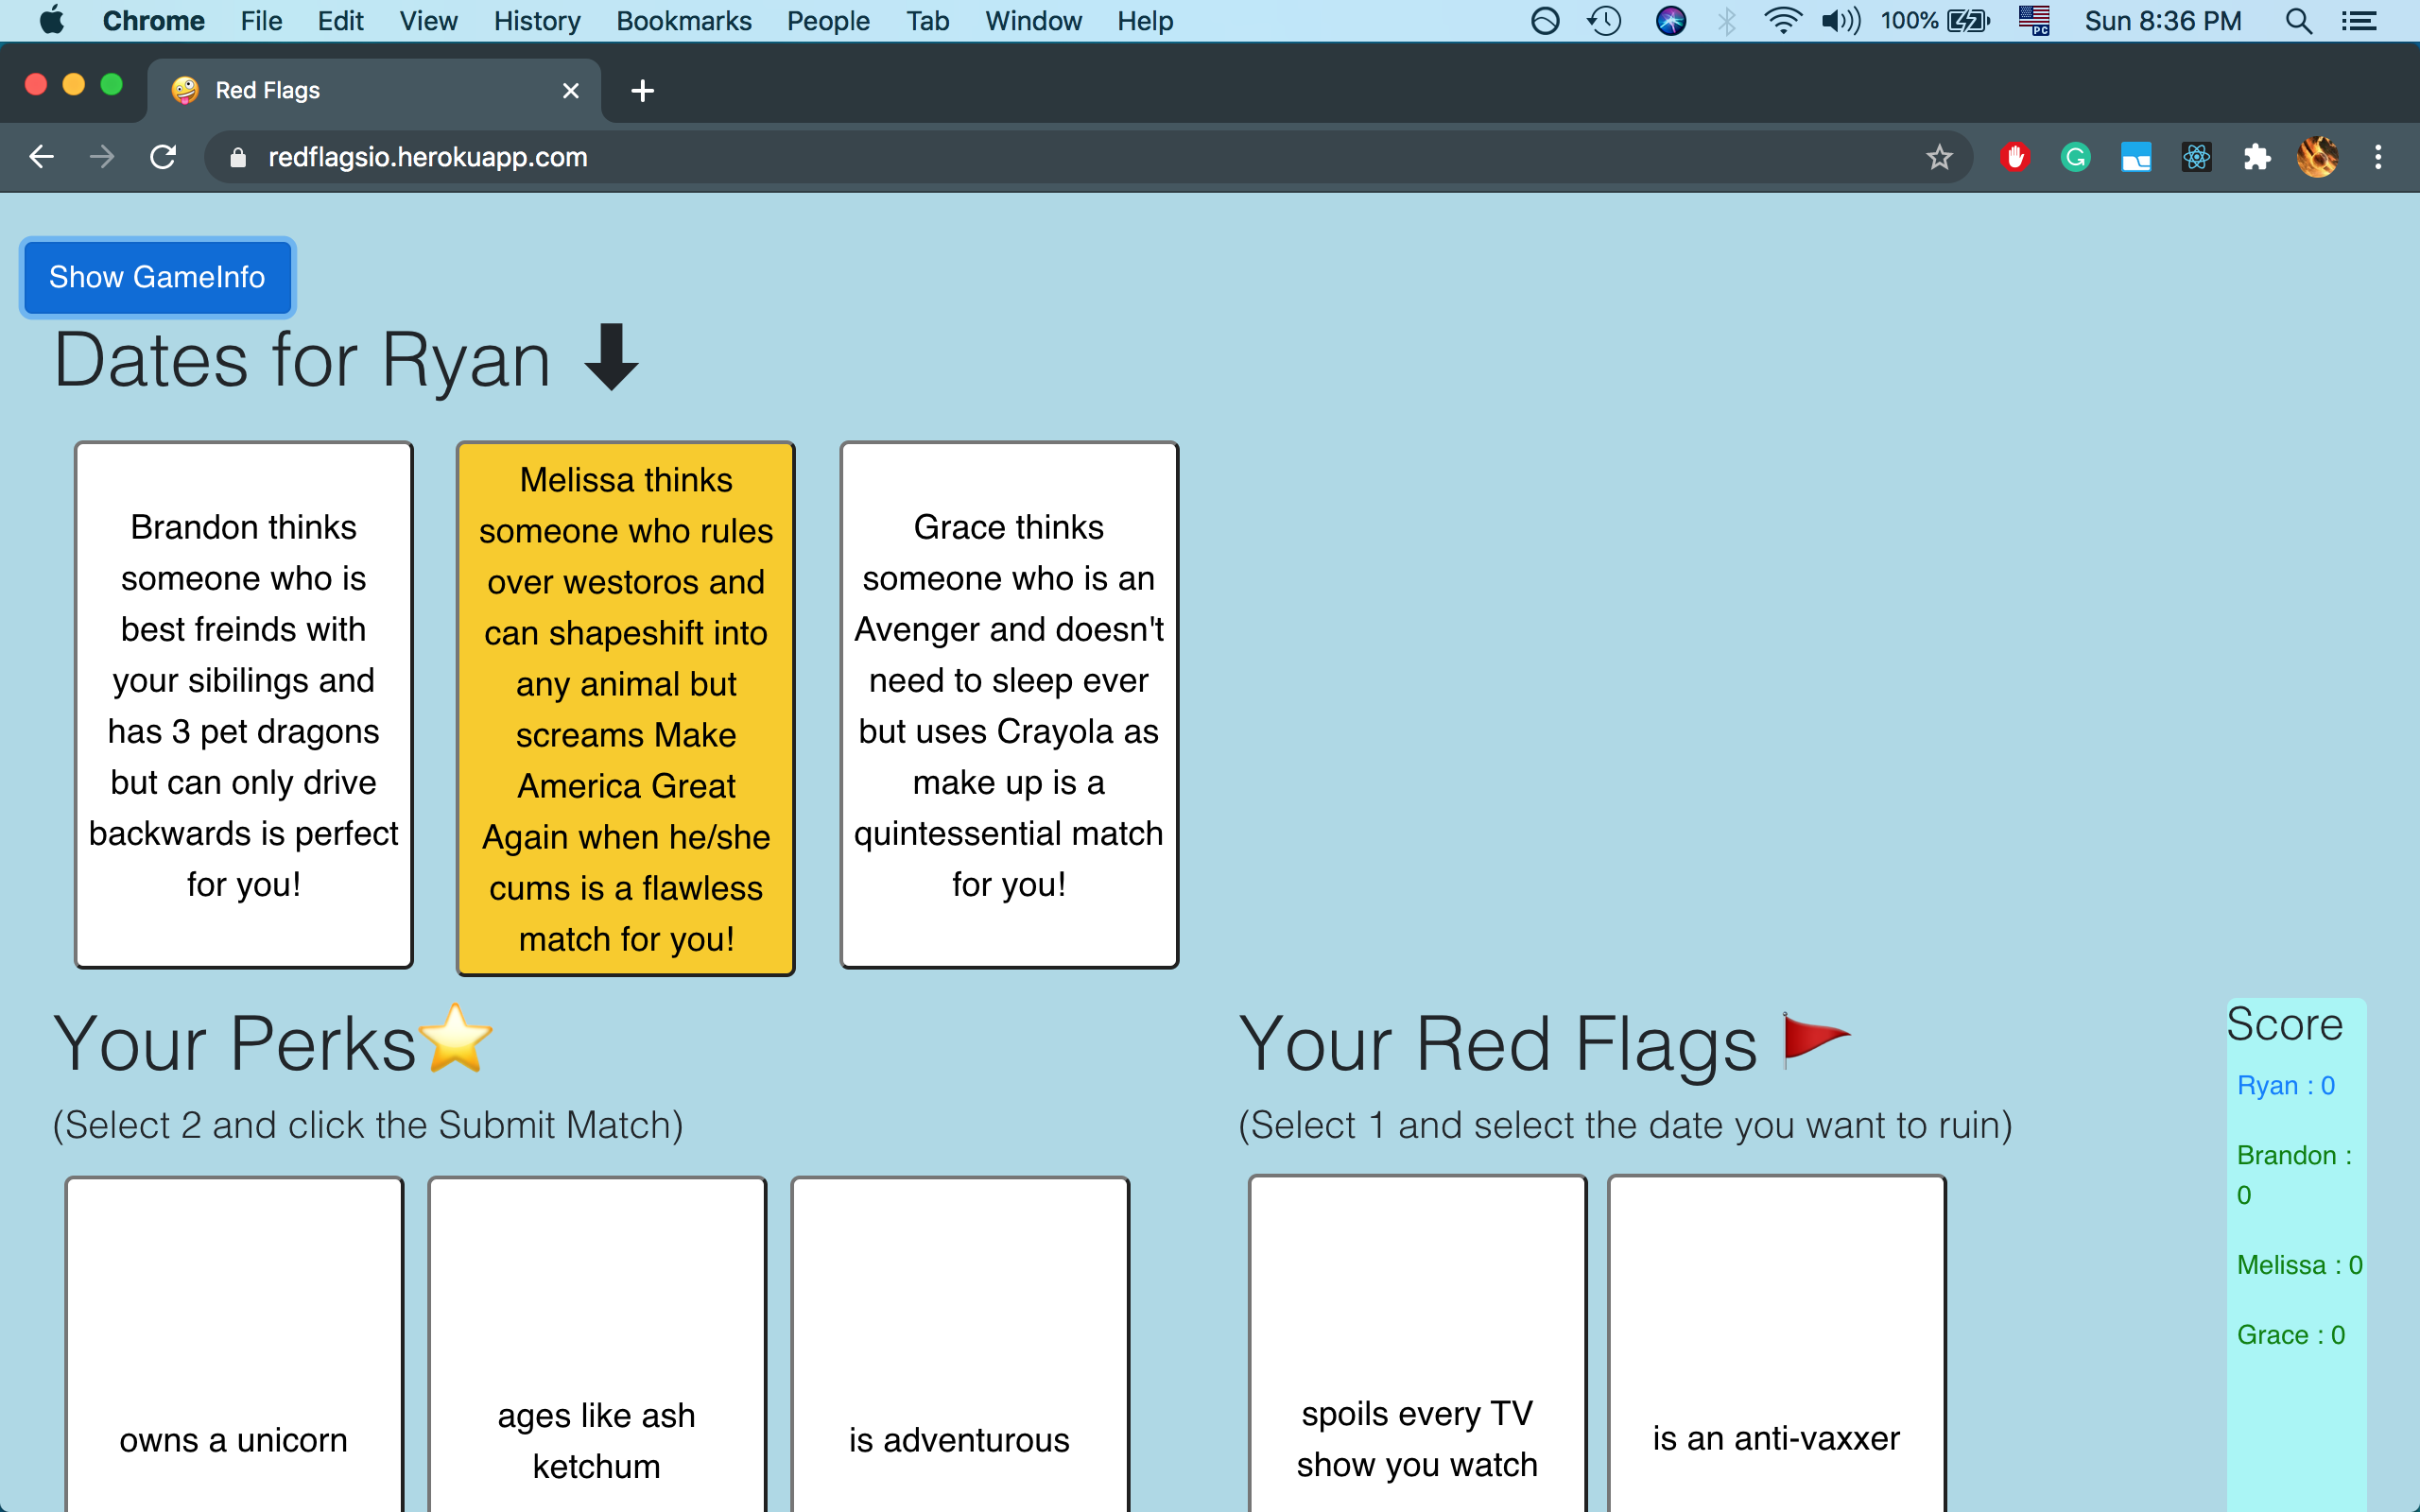 Chrome File Edit View History Bookmarks People Tab Window Help 100% PC Sun 8:36 PM
Red Flags
redflagsio.herokuapp.com
Show GameInfo
Dates for Ryan
Brandon thinks
someone who is
best freinds with
your sibilings and
has 3 pet dragons
but can only drive
backwards is perfect
for you!
Melissa thinks
someone who rules
over westoros and
can shapeshift into
any animal but
screams Make
America Great
Again when he/she
cums is a flawless
match for you!
Grace thinks
someone who is an
Avenger and doesn't
need to sleep ever
but uses Crayola as
make up is a
quintessential match
for you!
Your Perks
(Select 2 and click the Submit Match)
owns a unicorn
ages like ash
ketchum
is adventurous
Your Red Flags
(Select 1 and select the date you want to ruin)
spoils every TV
show you watch
is an anti-vaxxer
Score
Ryan : 0
Brandon :
0
Melissa : 0
Grace : 0